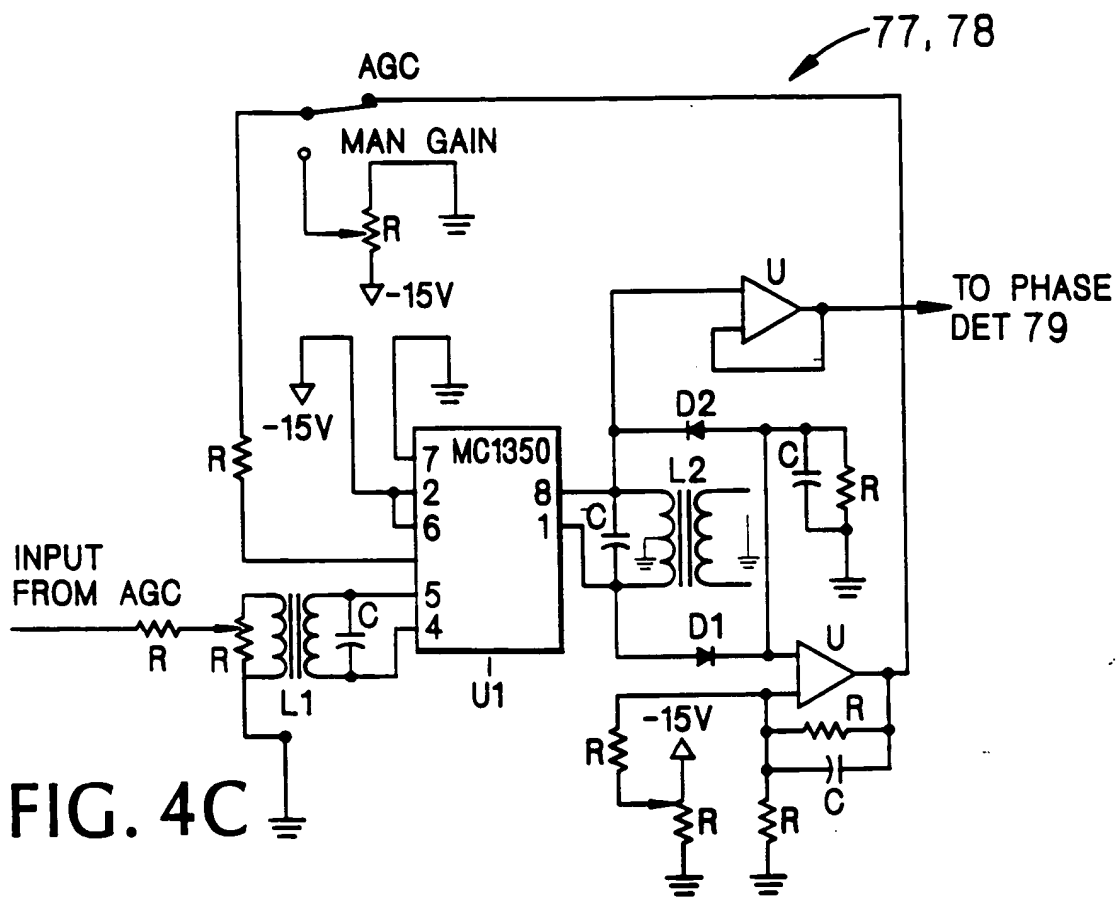 77, 78
AGC
MAN GAIN
R
-15V
U
TO PHASE
DET 79
-15V
R
7
2
6
5
4
MC1350
8
1
U1
D2
C
L2
C
R
INPUT
FROM AGC
R
R
L1
C
D1
U
-15V
R
R
R
C
R
FIG. 4C